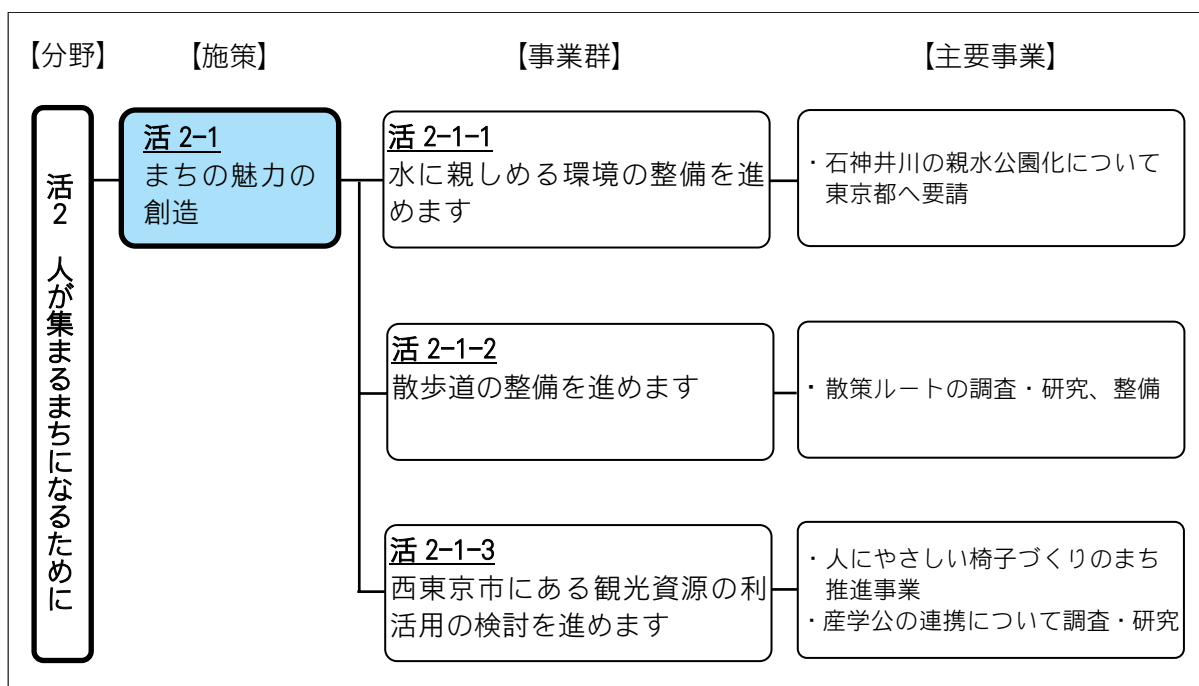 【分野】
【施策】
【事業群】
【主要事業】
活2 人が集まるまちになるために
活 2-1
まちの魅力の
創造
活 2-1-1
水に親しめる環境の整備を進
めます
・石神井川の親水公園化について
東京都へ要請
活 2-1-2
散歩道の整備を進めます
・散策ルートの調査・研究、整備
活 2-1-3
西東京市にある観光資源の利
活用の検討を進めます
・人にやさしい椅子づくりのまち
推進事業
・産学公の連携について調査・研究